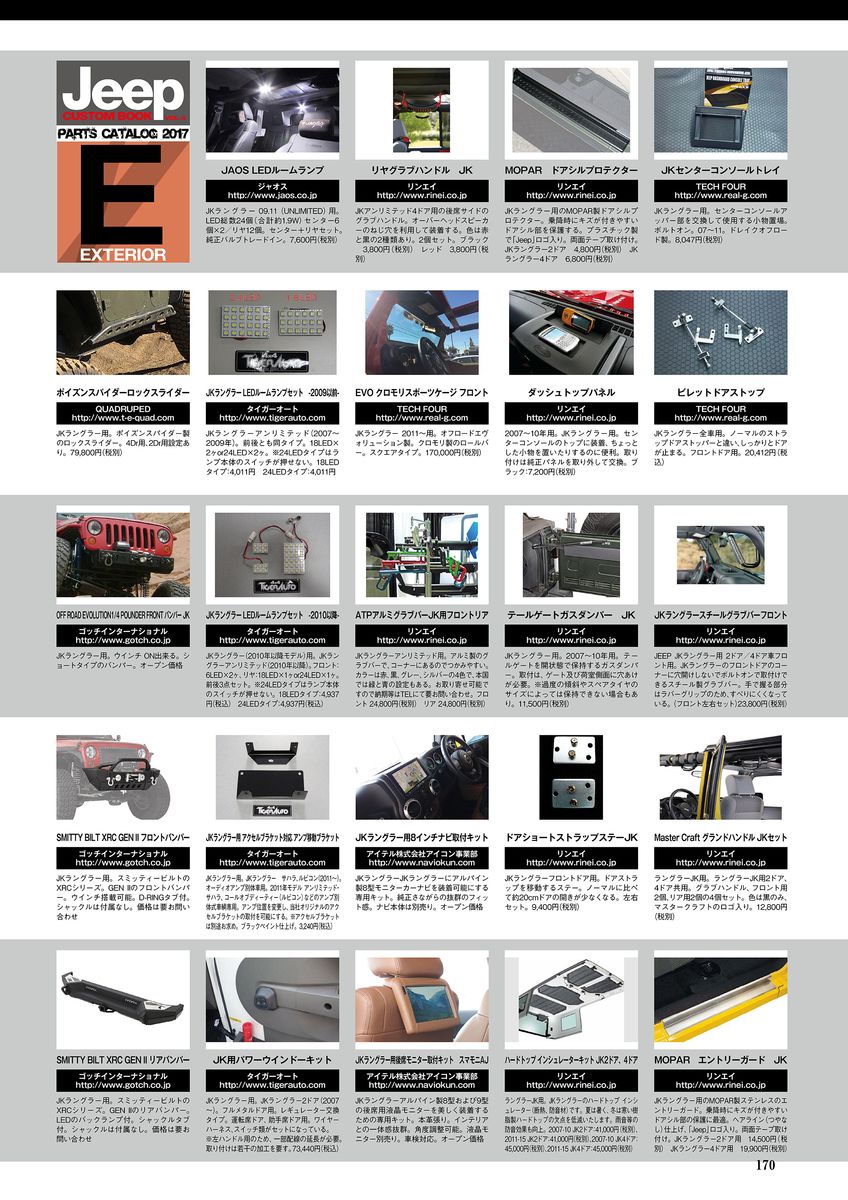 Jeep
CUSTOM BOOK
PARTS CATALOG 2017
E
EXTERIOR
JAOS LEDルームランプ
ジャオス
http://www.jaos.co.jp
JKラングラー 09.11 (UNLIMITED) 用。
LED総数24個(合計約1.9W) センター6
個×2/リヤ12個。センター+リヤセット。
純正バルブトレードイン。7,600円(税別)
リヤグラブハンドル JK
リンエイ
http://www.rinei.co.jp
JKアンリミテッド4ドア用の後席サイドの
グラブハンドル。オーバーヘッドスピーカ
ーのねじ穴を利用して装着する。色は赤
と黒の2種類あり。2個セット。ブラック
3,800円(税別) レッド 3,800円(税
別)
MOPAR ドアシルプロテクター
リンエイ
http://www.rinei.co.jp
JKラングラー用のMOPAR製ドアシルプ
ロテクター。乗降時にキズが付きやすい
ドアシル部を保護する。プラスチック製
で「Jeep」ロゴ入り。両面テープ取け付け。
JKラングラー2ドア 4,800円(税別) JK
ラングラー4ドア 6,800円(税別)
JKセンターコンソールトレイ
TECH FOUR
http://www.real-g.com
JKラングラー用。センターコンソールア
ッパー部を交換して使用する小物置場。
ボルトオン。07〜11。ドレイクオフロー
ド製。8,047円(税別)
ポイズンスパイダーロックスライダー
QUADRUPED
http://www.t-e-quad.com
JKラングラー用。ポイズンスパイダー製
のロックスライダー。4Dr用、2Dr用設定あ
り。79,800円(税別)
JKラングラー LEDルームランプセット -2009以前-
タイガーオート
http://www.tigerauto.com
JKラングラーアンリミテッド(2007〜
2009年)。前後とも同タイプ。18LED×
2ヶor24LED×2ヶ。※24LEDタイプはラ
ンプ本体のスイッチが押せない。18LED
タイプ:4,011円 24LEDタイプ:4,011円
EVO クロモリスポーツケージ フロント
TECH FOUR
http://www.real-g.com
JKラングラー 2011〜用。オフロードエヴ
ォリューション製。クロモリ製のロールバ
ー。スクエアタイプ。170,000円(税別)
ダッシュトップパネル
リンエイ
http://www.rinei.co.jp
2007〜10年用。JKラングラー用。セン
ターコンソールのトップに装着、ちょっと
した小物を置いたりするのに便利。取り
付けは純正パネルを取り外して交換。ブ
ラック:7,200円(税別)
ビレットドアストップ
リンエイ
http://www.rinei.co.jp
JKラングラー全車用。ノーマルのストラ
ップドアストッパーと違い、しっかりとドア
が止まる。フロントドア用。20,412円(税
込)
OFF ROAD EVOLUTION1/4 POUNDER FRONT バンパー JK
ゴッチインターナショナル
http://www.gotch.co.jp
JKラングラー用。ウインチ ON出来る。シ
ョートタイプのバンパー。オープン価格
JKラングラー LEDルームランプセット -2010以降-
タイガーオート
http://www.tigerauto.com
JKラングラー(2010年以降モデル)用。JKラン
グラーアンリミテッド(2010年以降)。フロント:
6LED×2ヶ、リヤ:18LED×1ヶor24LED×1ヶ。
前後3点セット。※24LEDタイプはランプ本体
のスイッチが押せない。18LEDタイプ:4,937
円(税込) 24LEDタイプ:4,937円(税込)
ATPアルミグラブバーJK用フロントリア
リンエイ
http://www.rinei.co.jp
JKラングラーアンリミテッド用。アルミ製のグ
ラブバーで、コーナーにあるのでつかみやすい。
カラーは赤、黒、グレー、シルバーの4色で、本国
では緑と青の設定もある。お取り寄せ可能で
すので納期等はTELにて要お問い合わせ。フロ
ント 24,800円(税別) リア 24,800円(税別)
テールゲートガスダンパー JK
リンエイ
http://www.rinei.co.jp
JKラングラー用。2007〜10年用。テー
ルゲートを開状態で保持するガスダンパ
ー。取付は、ゲート及び荷室側面に穴あけ
が必要。※過度の傾斜やスペアタイヤの
サイズによっては保持できない場合もあ
り。11,500円(税別)
JKラングラースチールグラブバーフロント
リンエイ
http://www.rinei.co.jp
JEEP JKラングラー用 2ドア/4ドア車フロ
ント用。JKラングラーのフロントドアのコー
ナーに穴開けしないでボルトオンで取付けで
きるスチール製グラブバー。手で握る部分
はラバーグリップのため、すべりにくくなって
いる。(フロント左右セット)23,800円(税別)
SMITTY BILT XRC GEN II フロントバンパー
ゴッチインターナショナル
http://www.gotch.co.jp
JKラングラー用。スミッティービルトの
XRCシリーズ。GEN IIのフロントバンパ
ー。ウインチ搭載可能。D-RINGタブ付。
シャックルは付属なし。価格は要お問い
合わせ
JKラングラー用 アクセルブラケット対応 アンプ移動ブラケット
タイガーオート
http://www.tigerauto.com
JKラングラー用。JKラングラー サハラ、ルビコン(2011〜)。
オーディオアンプ別体車用。2011年モデル アンリミテッド・
サハラ、コールオブディーティー(ルビコン)などのアンプ別
体式車輌専用。アンプ位置を変更し、当社オリジナルのアク
セルブラケットの取付を可能にする。※アクセルブラケット
は別途お求め。ブラックペイント仕上げ。3,240円(税込)
JKラングラー用8インチナビ取付キット
アイテル株式会社アイコン事業部
http://www.naviokun.com
JKラングラーJKラングラーにアルパイン
製8型モニターカーナビを装着可能にする
専用キット。純正さながらの抜群のフィッ
ト感。ナビ本体は別売り。オープン価格
ドアショートストラップステーJK
リンエイ
http://www.rinei.co.jp
JKラングラーフロントドア用。ドアストラ
ップを移動するステー。ノーマルに比べ
て約20cmドアの開きが少なくなる。左右
セット。9,400円(税別)
Master Craft グランドハンドル JKセット
リンエイ
http://www.rinei.co.jp
ラングラーJK用。ラングラー、JK用2ドア、
4ドア共用。グラブハンドル、フロント用
2個、リア用2個の4個セット。色は黒のみ、
マスタークラフトのロゴ入り。12,800
円(税別)
SMITTY BILT XRC GEN II リアバンパー
ゴッチインターナショナル
http://www.gotch.co.jp
JKラングラー用。スミッティービルトの
XRCシリーズ。GEN IIのリアバンパー。
LEDのバックランプ付。シャックルタブ
付。シャックルは付属なし。価格は要お
問い合わせ
JK用パワーウインドーキット
タイガーオート
http://www.tigerauto.com
JKラングラー用。JKラングラー2ドア(2007
〜)。フルメタルドア用。レギュレーター交換
タイプ。運転席ドア、助手席ドア用。ワイヤー
ハーネス、スイッチ類がセットになっている。
※左ハンドル用のため、一部配線の延長が必要。
取り付けは若干の加工を要す。73,440円(税込)
JKラングラー用後席モニター取付キット スマモニAJ
アイテル株式会社アイコン事業部
http://www.naviokun.com
JKラングラーアルパイン製8型および9型
の後席用液晶モニターを美しく装着する
ための専用キット。本革張り。インテリア
との一体感抜群。角度調整可能。液晶モ
ニター別売り。車検対応。オープン価格
ハードトップ インシュレーターキット JK2ドア、4ドア
リンエイ
http://www.rinei.co.jp
ラングラーJK用。JKラングラーのハードトップ インシ
ュレーター(断熱、防音材)です。夏は暑く、冬は寒い樹
脂製ハードトップの欠点を低減いたします。雨音等の
防音効果も向上。2007-10 JK2ドア:41,000円(税別)、
2011-15 JK2ドア:41,000円(税別)、2007-10 JK4ドア:
45,000円(税別)、2011-15 JK4ドア:45,000円(税別)
MOPAR エントリーガード JK
リンエイ
http://www.rinei.co.jp
JKラングラー用のMOPAR製ステンレスのエ
ントリーガード。乗降時にキズが付きやすい
ドアシル部の保護に最適。ヘアライン(つやな
し)仕上げ、「Jeep」ロゴ入り。両面テープ取け
付け。JKラングラー2ドア用 14,500円(税
別) JKラングラー4ドア用 19,900円(税別)
170